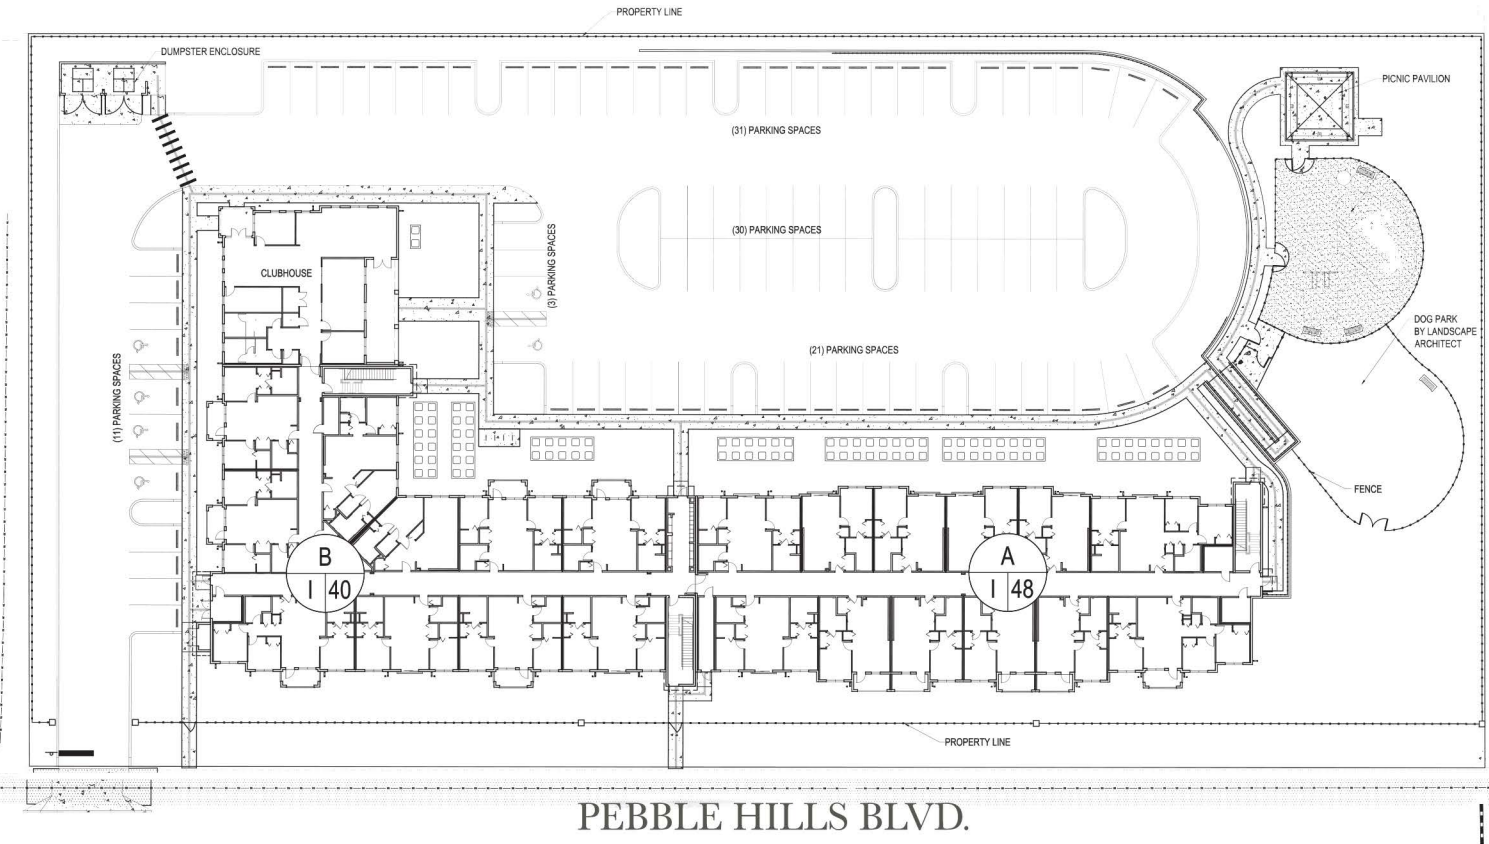 PROPERTY LINE
DUMPSTER ENCLOSURE
PICNIC PAVILION
(31) PARKING SPACES
(30) PARKING SPACES
(3) PARKING SPACES
CLUBHOUSE
DOG PARK
BY LANDSCAPE
ARCHITECT
(21) PARKING SPACES
(11) PARKING SPACES
FENCE
B
I 40
A
I 48
PROPERTY LINE
PEBBLE HILLS BLVD.